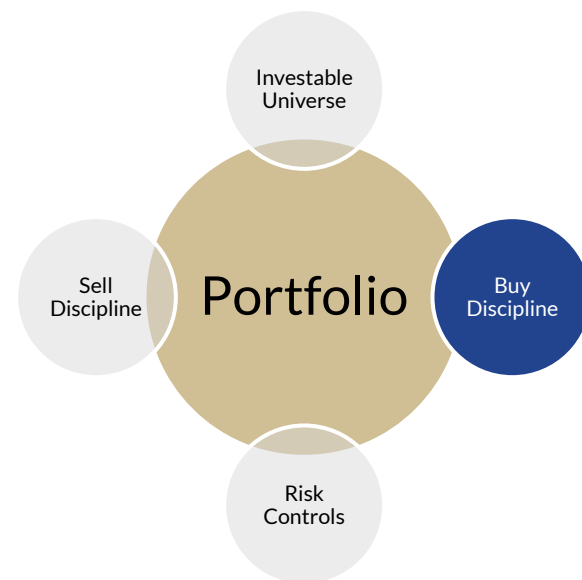 Investable
Universe
Sell
Discipline
Portfolio
Buy
Discipline
Risk
Controls